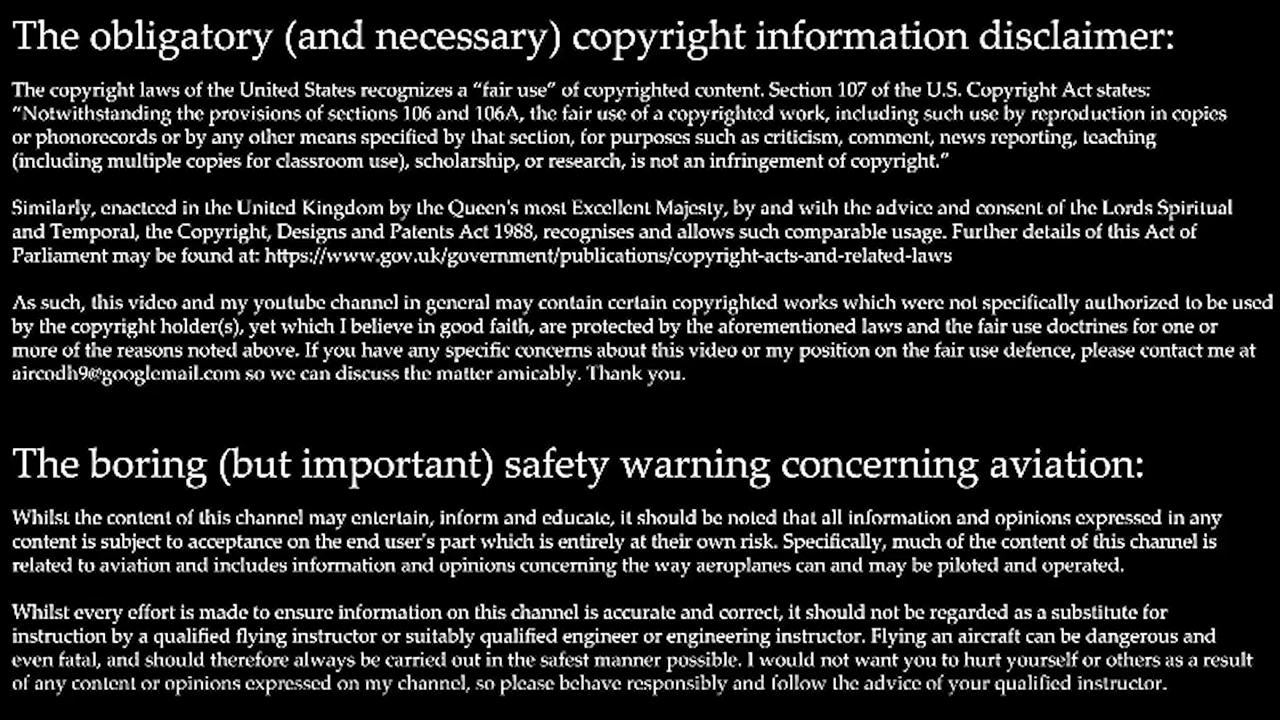 The obligatory (and necessary) copyright information disclaimer:
The copyright laws of the United States recognizes a “fair use” of copyrighted content. Section 107 of the U.S. Copyright Act states:
“Notwithstanding the provisions of sections 106 and 106A, the fair use of a copyrighted work, including such use by reproduction in copies
or phonorecords or by any other means specified by that section, for purposes such as criticism, comment, news reporting, teaching
(including multiple copies for classroom use), scholarship, or research, is not an infringement of copyright.”
Similarly, enactced in the United Kingdom by the Queen's most Excellent Majesty, by and with the advice and consent of the Lords Spiritual
and Temporal, the Copyright, Designs and Patents Act 1988, recognises and allows such comparable usage. Further details of this Act of
Parliament may be found at: https://www.gov.uk/government/publications/copyright-acts-and-related-laws
As such, this video and my youtube channel in general may contain certain copyrighted works which were not specifically authorized to be used
by the copyright holder(s), yet which I believe in good faith, are protected by the aforementioned laws and the fair use doctrines for one or
more of the reasons noted above. If you have any specific concerns about this video or my position on the fair use defence, please contact me at
aircodh9@googlemail.com so we can discuss the matter amicably. Thank you.
The boring (but important) safety warning concerning aviation:
Whilst the content of this channel may entertain, inform and educate, it should be noted that all information and opinions expressed in any
content is subject to acceptance on the end user's part which is entirely at their own risk. Specifically, much of the content of this channel is
related to aviation and includes information and opinions concerning the way aeroplanes can and may be piloted and operated.
Whilst every effort is made to ensure information on this channel is accurate and correct, it should not be regarded as a substitute for
instruction by a qualified flying instructor or suitably qualified engineer or engineering instructor. Flying an aircraft can be dangerous and
even fatal, and should therefore always be carried out in the safest manner possible. I would not want you to hurt yourself or others as a result
of any content or opinions expressed on my channel, so please behave responsibly and follow the advice of your qualified instructor.